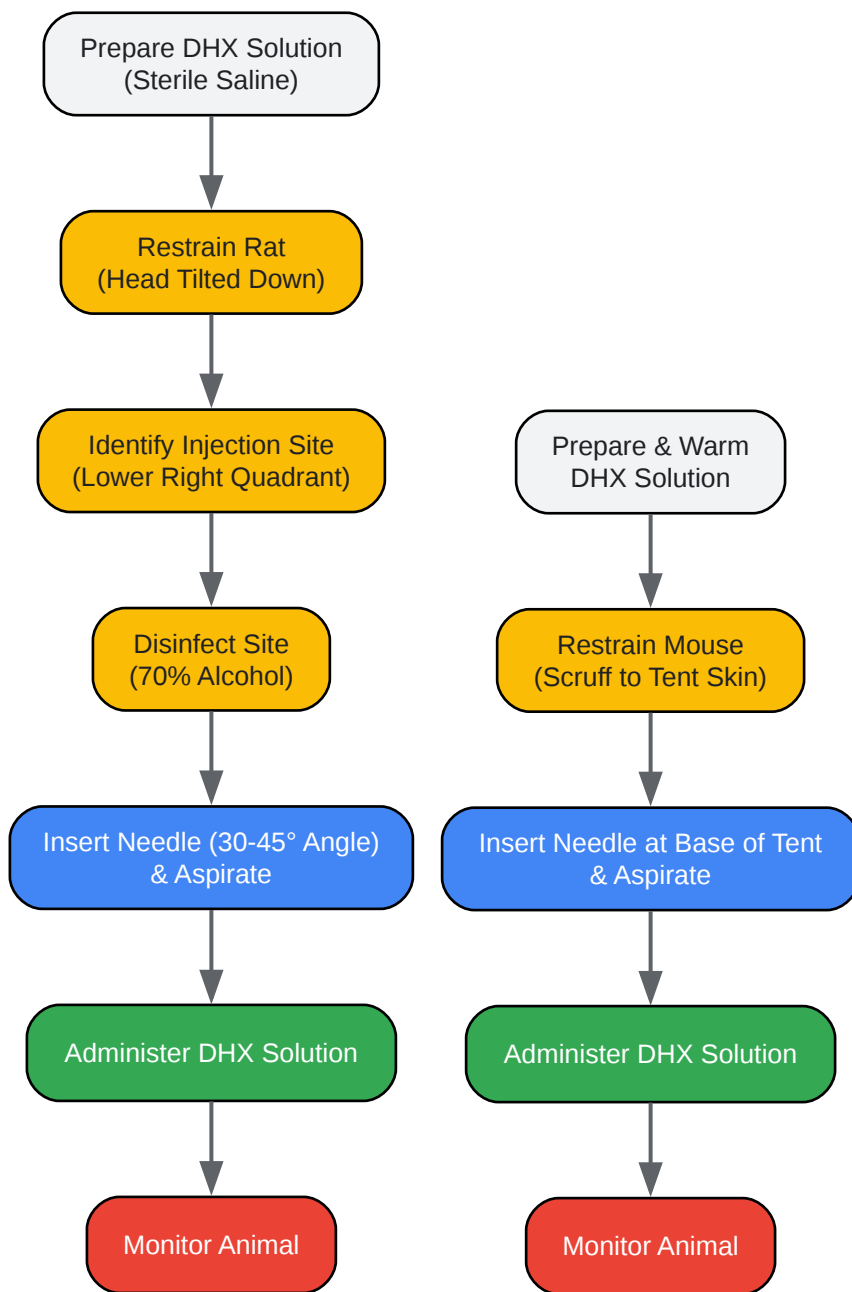 Prepare DHX Solution
(Sterile Saline)
Restrain Rat
(Head Tilted Down)
Identify Injection Site
(Lower Right Quadrant)
Disinfect Site
(70% Alcohol)
Insert Needle (30-45° Angle)
& Aspirate
Administer DHX Solution
Monitor Animal
Prepare & Warm
DHX Solution
Restrain Mouse
(Scruff to Tent Skin)
Insert Needle at Base of Tent
& Aspirate
Administer DHX Solution
Monitor Animal